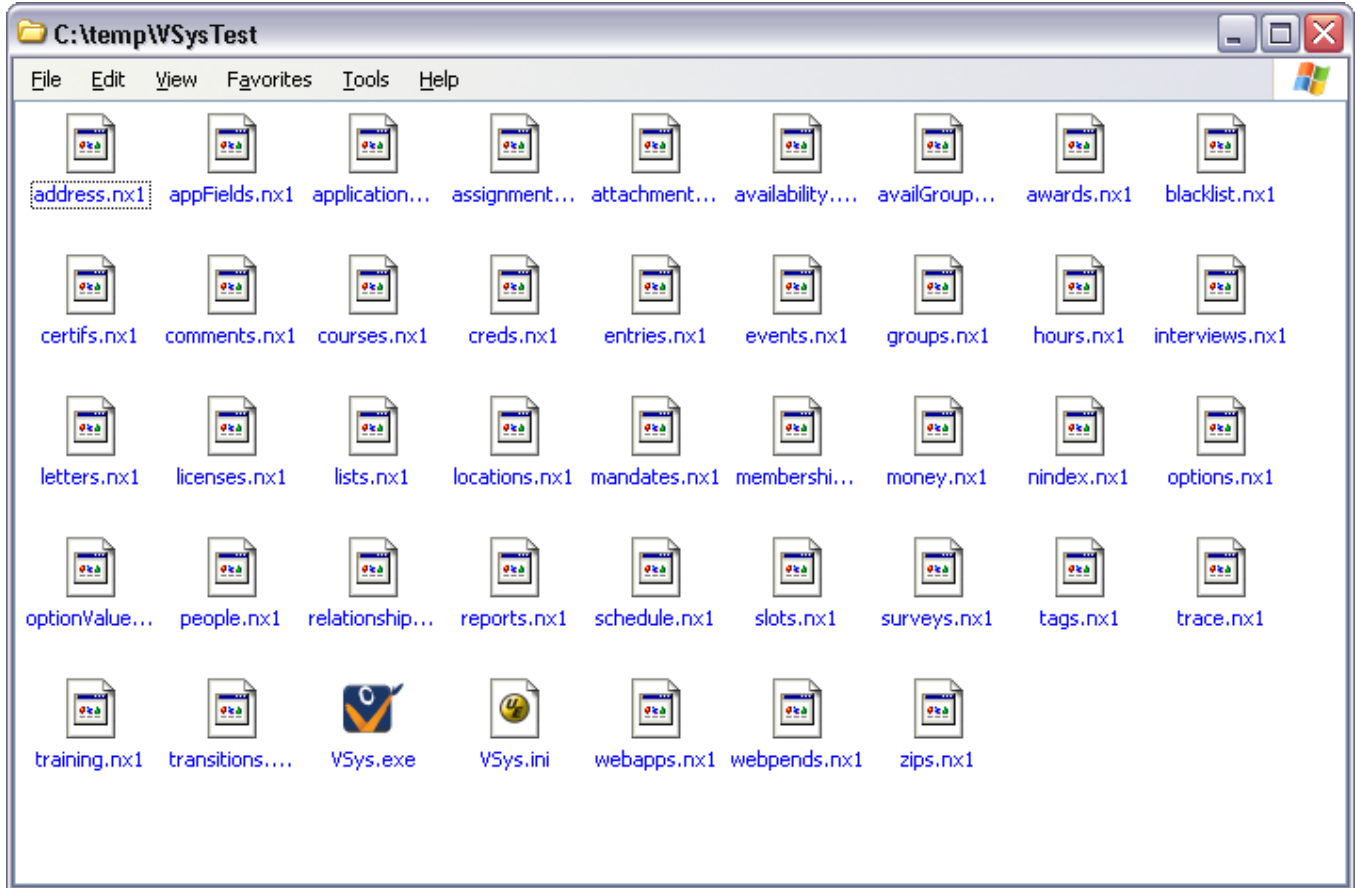 C:\temp\VSysTest
File Edit View Favorites Tools Help
address.nx1 appFields.nx1 application... assignment... attachment... availability.... availGroup... awards.nx1 blacklist.nx1
certifs.nx1 comments.nx1 courses.nx1 creds.nx1 entries.nx1 events.nx1 groups.nx1 hours.nx1 interviews.nx1
letters.nx1 licenses.nx1 lists.nx1 locations.nx1 mandates.nx1 membershi... money.nx1 nindex.nx1 options.nx1
optionValue... people.nx1 relationship... reports.nx1 schedule.nx1 slots.nx1 surveys.nx1 tags.nx1 trace.nx1
training.nx1 transitions.... VSys.exe VSys.ini webapps.nx1 webpends.nx1 zips.nx1